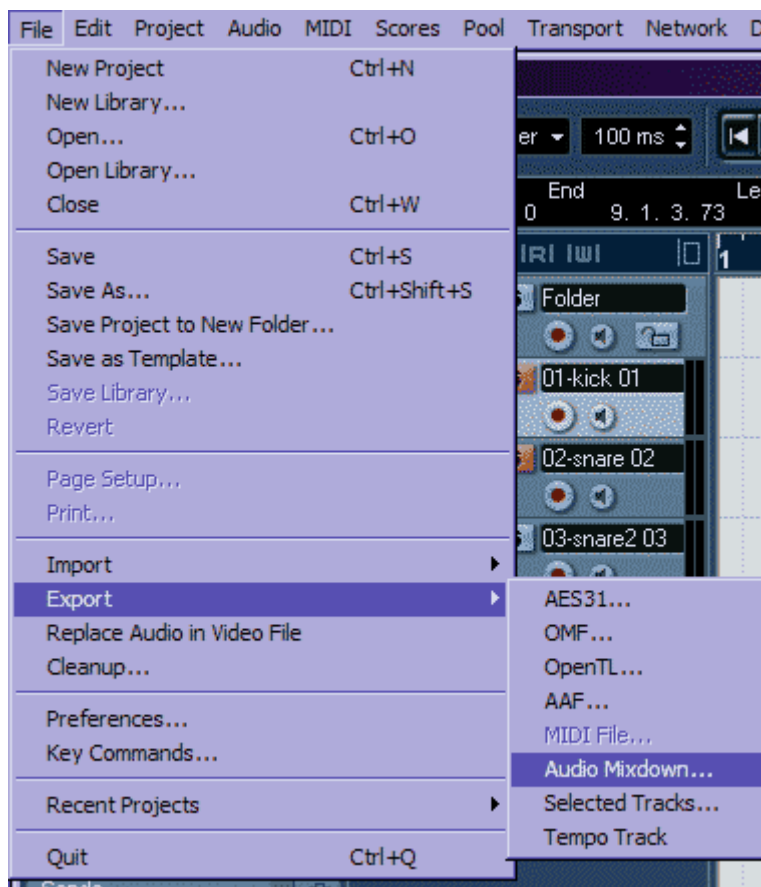 File Edit Project Audio MIDI Scores Pool Transport Network
New Project Ctrl+N
New Library...
Open... Ctrl+O
Open Library...
Close Ctrl+W
Save Ctrl+S
Save As... Ctrl+Shift+S
Save Project to New Folder...
Save as Template...
Save Library...
Revert
Page Setup...
Print...
Import
Export
Replace Audio in Video File
Cleanup...
Preferences...
Key Commands...
Recent Projects
Quit Ctrl+Q
er 100 ms
End Le
0 9. 1. 3. 73
R W 1
Folder
01-kick 01
02-snare 02
03-snare2 03
AES31...
OMF...
OpenTL...
AAF...
MIDI File...
Audio Mixdown...
Selected Tracks...
Tempo Track